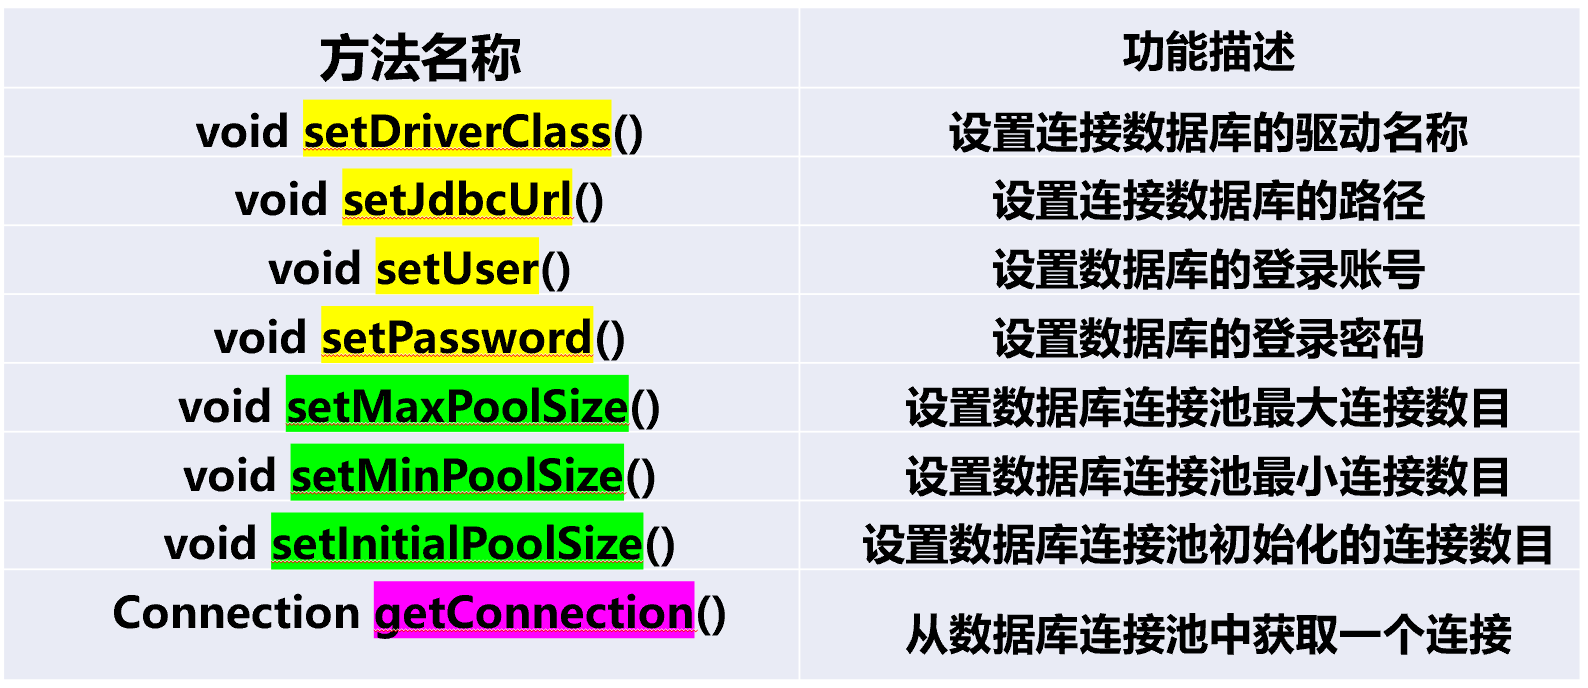 方法名称 功能描述
void setDriverClass() 设置连接数据库的驱动名称
void setJdbcUrl() 设置连接数据库的路径
void setUser() 设置数据库的登录账号
void setPassword() 设置数据库的登录密码
void setMaxPoolSize() 设置数据库连接池最大连接数目
void setMinPoolSize() 设置数据库连接池最小连接数目
void setInitialPoolSize() 设置数据库连接池初始化的连接数目
Connection getConnection() 从数据库连接池中获取一个连接